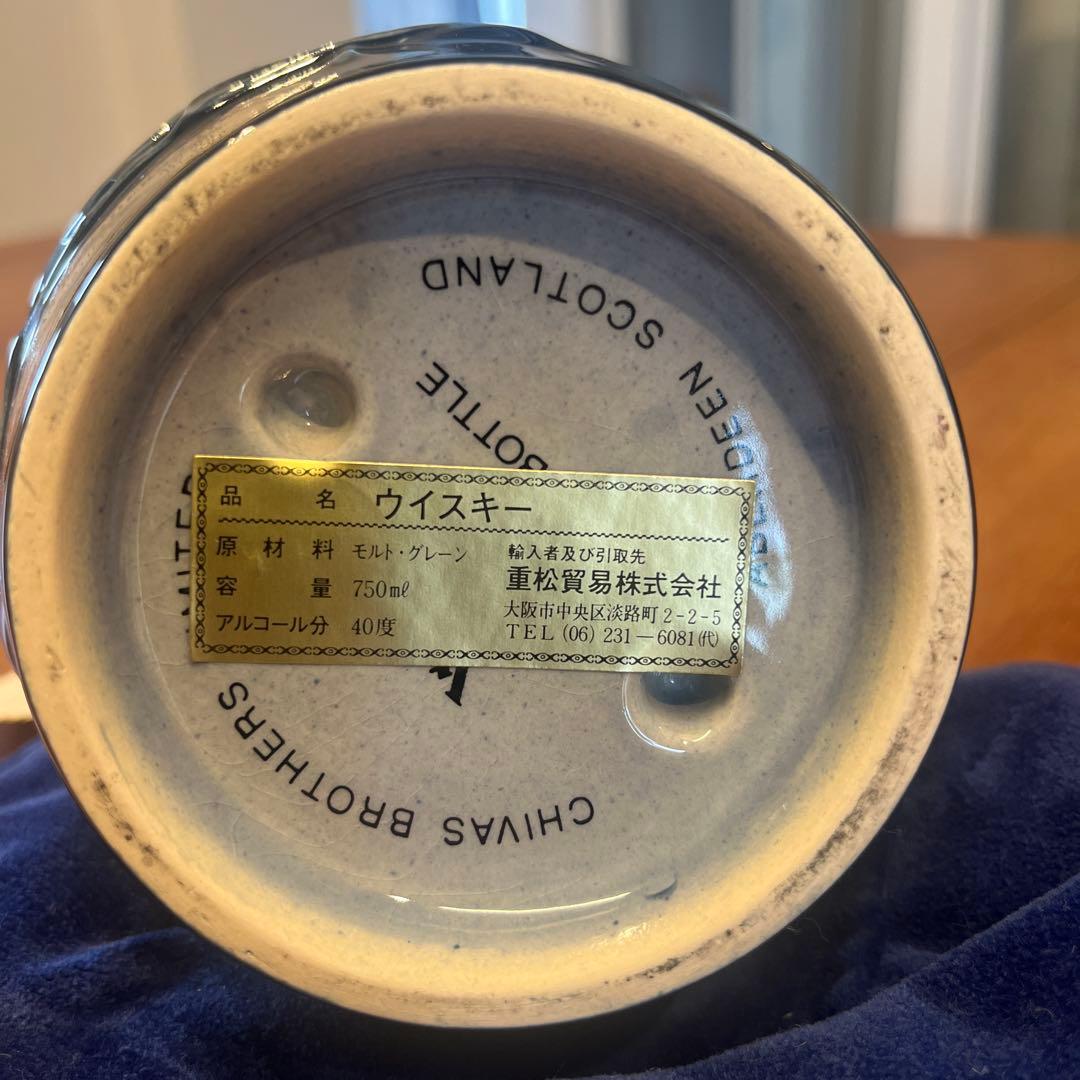 CHIVAS BROTHERS
ABERDEEN SCOTLAND
BOTTLE
品名 ウイスキー
原材料 モルト・グレーン
容量 750㎖
アルコール分 40度
輸入者及び引取先
重松貿易株式会社
大阪市中央区淡路町2-2-5
TEL (06) 231-6081(代)